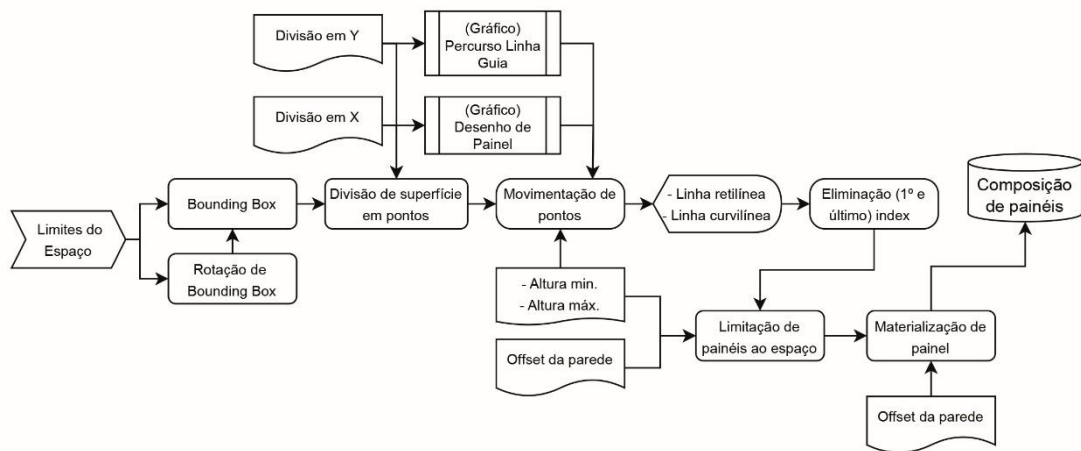 Divisão em Y
(Gráfico)
Percurso Linha
Guia
Divisão em X
(Gráfico)
Desenho de
Painel
Limites do
Espaço
Bounding Box
Rotação de
Bounding Box
Divisão de superfície
em pontos
Movimentação de
pontos
- Linha retilínea
- Linha curvilínea
Eliminação (1º e
último) index
Composição
de painéis
- Altura min.
- Altura máx.
Offset da parede
Limitação de
painéis ao espaço
Materialização de
painel
Offset da parede